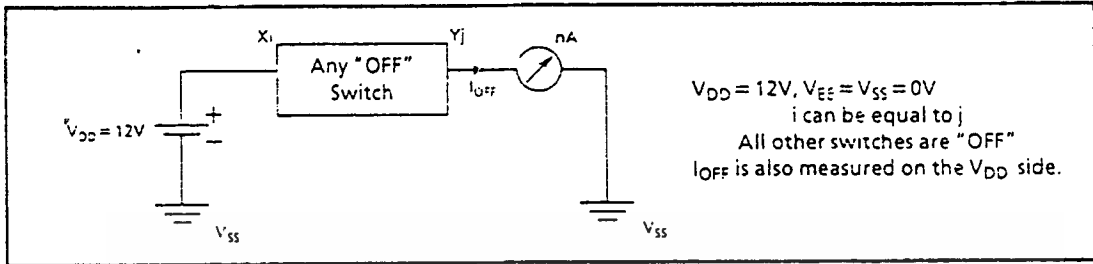 Xi
Yj
nA
Any "OFF"
Switch
IOFF
VDD = 12V
+
−
VSS
VSS
VDD = 12V, VEE = VSS = 0V
i can be equal to j
All other switches are "OFF"
IOFF is also measured on the VDD side.